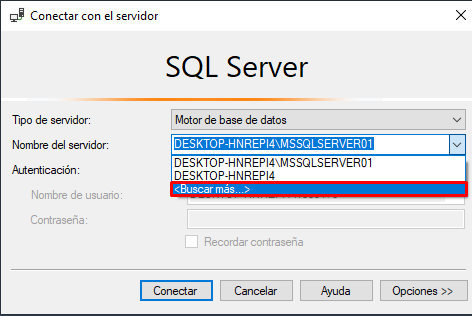 Conectar con el servidor
SQL Server
Tipo de servidor: Motor de base de datos
Nombre del servidor: DESKTOP-HNREPI4\MSSQLSERVER01
DESKTOP-HNREPI4\MSSQLSERVER01
Autenticación:
DESKTOP-HNREPI4
<Buscar más...>
Nombre de usuario:
Contraseña:
Recordar contraseña
Conectar Cancelar Ayuda Opciones >>